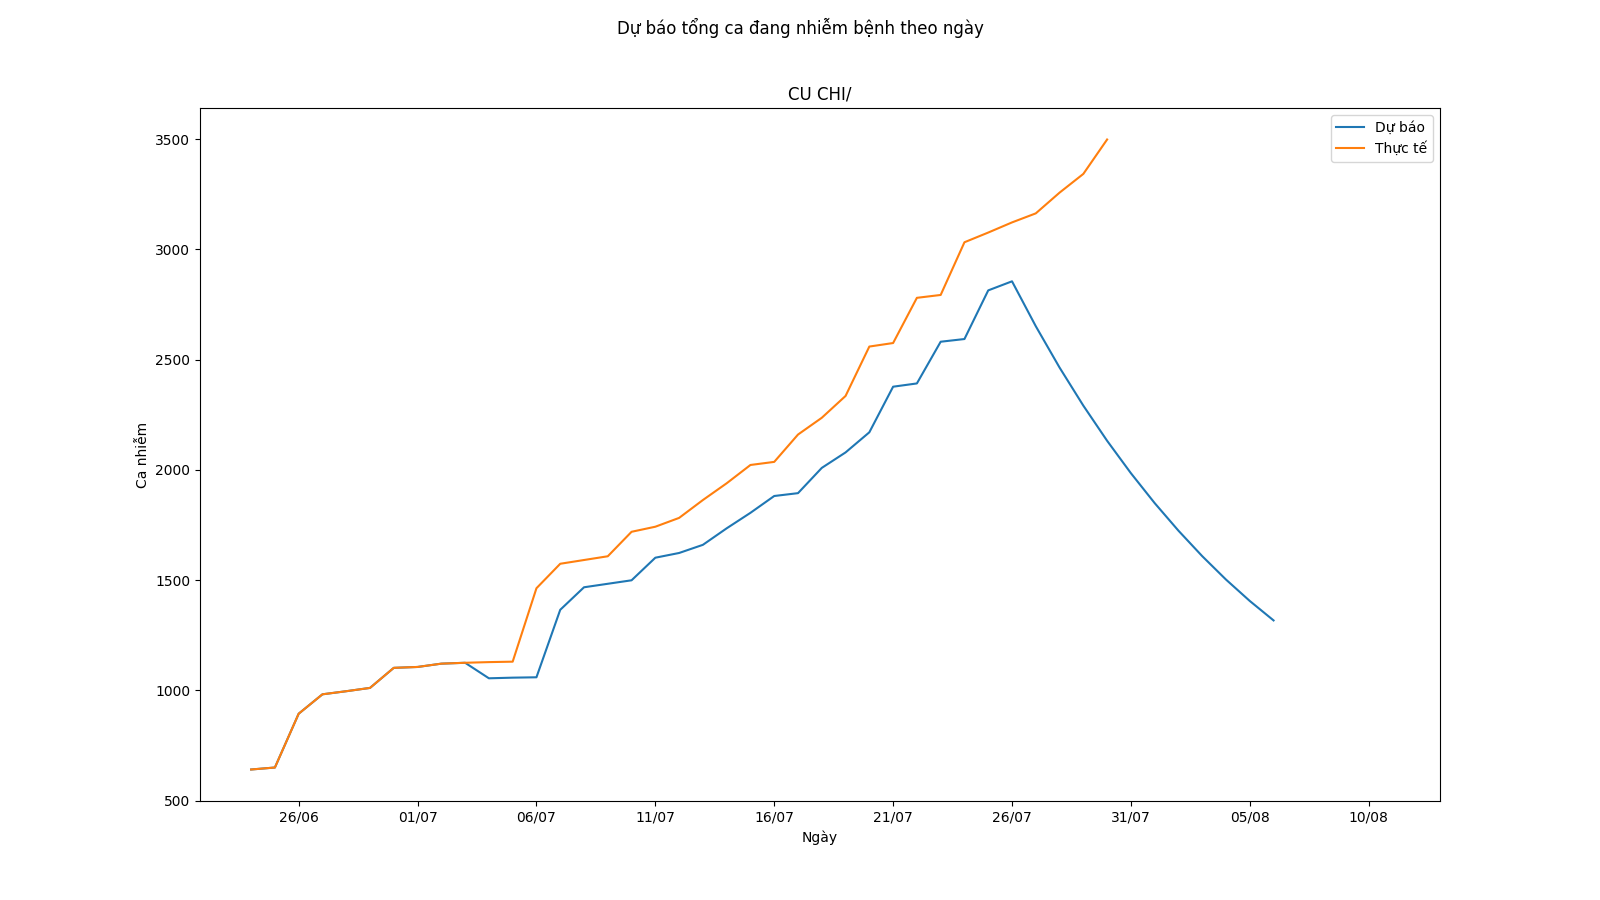 Dự báo tổng ca đang nhiễm bệnh theo ngày
CU CHI/
Dự báo
Thực tế
3500
3000
2500
2000
1500
1000
500
Ca nhiễm
26/06
01/07
06/07
11/07
16/07
21/07
26/07
31/07
05/08
10/08
Ngày